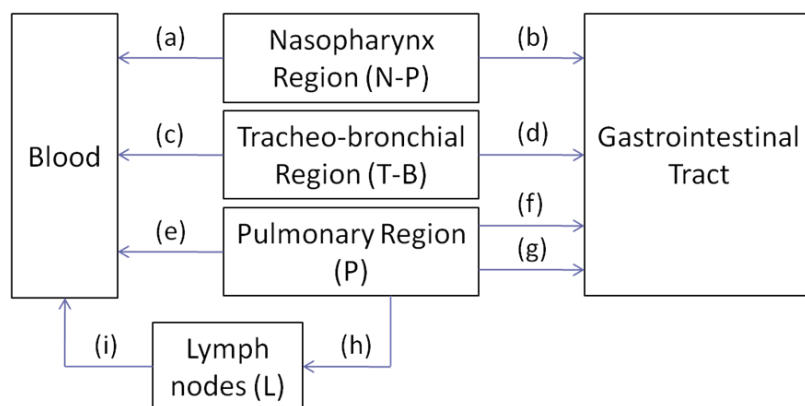 (a)
Nasopharynx
Region (N-P)
(b)
Blood
(c)
Tracheo-bronchial
Region (T-B)
(d)
Gastrointestinal
Tract
(e)
Pulmonary Region
(P)
(f)
(g)
(i)
Lymph
nodes (L)
(h)